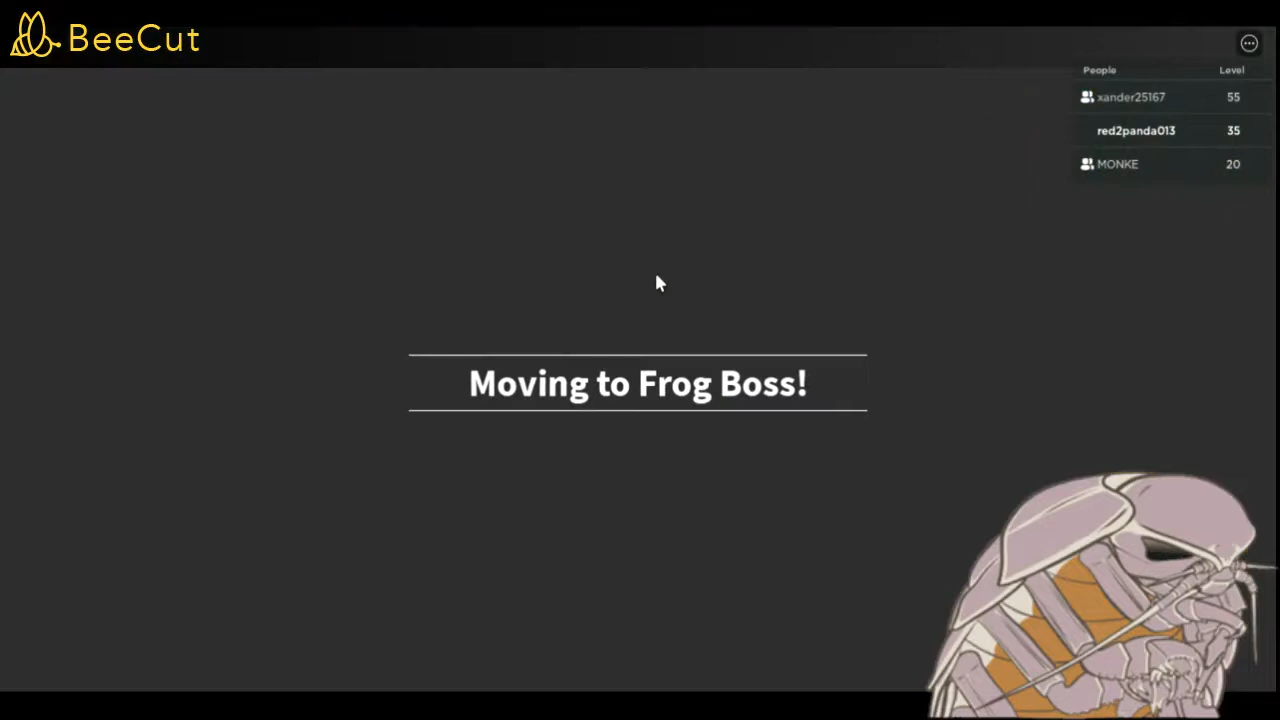 BeeCut
People Level
xander25167 55
red2panda013 35
MONKE 20
Moving to Frog Boss!